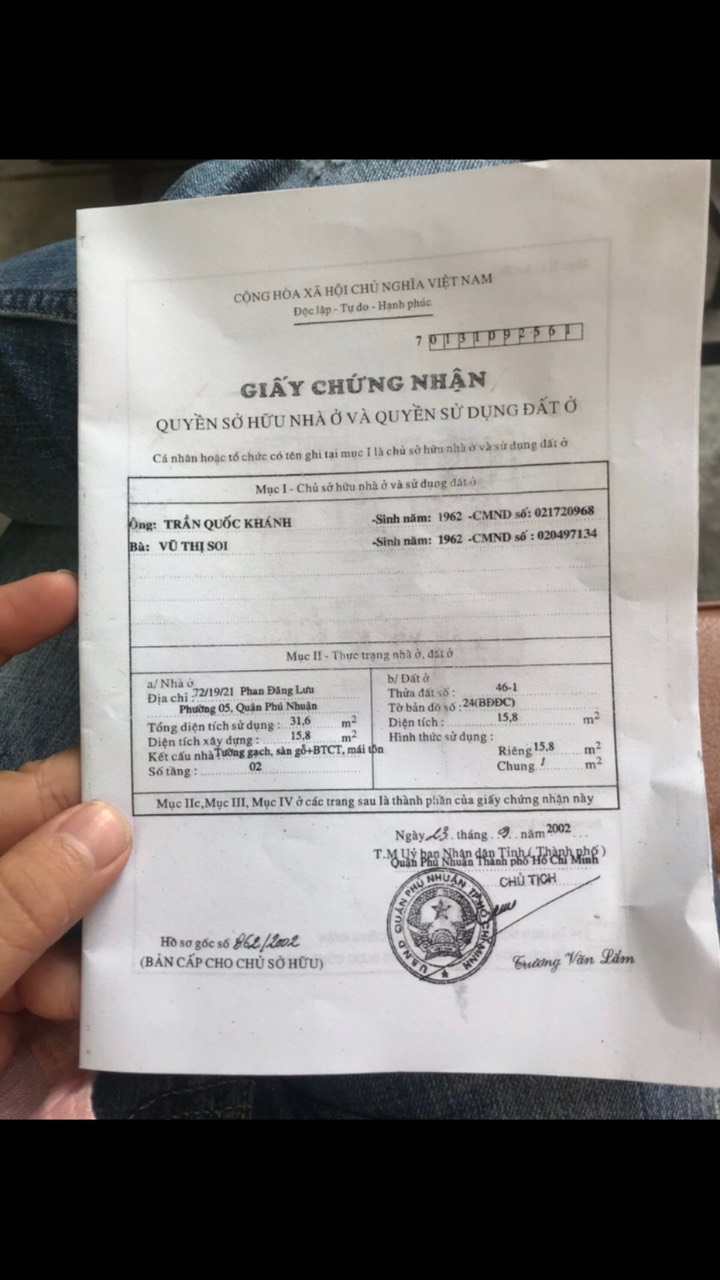 CỘNG HÒA XÃ HỘI CHỦ NGHĨA VIỆT NAM
Độc lập - Tự do - Hạnh phúc
7 0131092561
GIẤY CHỨNG NHẬN
QUYỀN SỞ HỮU NHÀ Ở VÀ QUYỀN SỬ DỤNG ĐẤT Ở
Cá nhân hoặc tổ chức có tên ghi tại mục I là chủ sở hữu nhà ở và sử dụng đất ở
Mục I - Chủ sở hữu nhà ở và sử dụng đất ở
Ông: TRẦN QUỐC KHÁNH -Sinh năm: 1962 -CMND số: 021720968
Bà: VŨ THỊ SOI -Sinh năm: 1962 -CMND số : 020497134
Mục II - Thực trạng nhà ở, đất ở
a/ Nhà ở
Địa chỉ : 72/19/21 Phan Đăng Lưu
Phường 05, Quận Phú Nhuận
Tổng diện tích sử dụng : 31,6 m2
Diện tích xây dựng : 15,8 m2
Kết cấu nhà Tường gạch, sàn gỗ+BTCT, mái tôn
Số tầng : 02
b/ Đất ở
Thửa đất số : 46-1
Tờ bản đồ số : 24(BĐĐC)
Diện tích : 15,8 m2
Hình thức sử dụng :
Riêng 15,8 m2
Chung / m2
Mục IIc, Mục III, Mục IV ở các trang sau là thành phần của giấy chứng nhận này
Ngày 23 tháng 9 năm 2002
T.M Uỷ ban Nhân dân Tỉnh ( Thành phố )
Quận Phú Nhuận Thành phố Hồ Chí Minh
CHỦ TỊCH
U.B.N.D QUẬN PHÚ NHUẬN T.P HỒ CHÍ MINH
Trương Văn Lắm
Hồ sơ gốc số 862/2002
(BẢN CẤP CHO CHỦ SỞ HỮU)